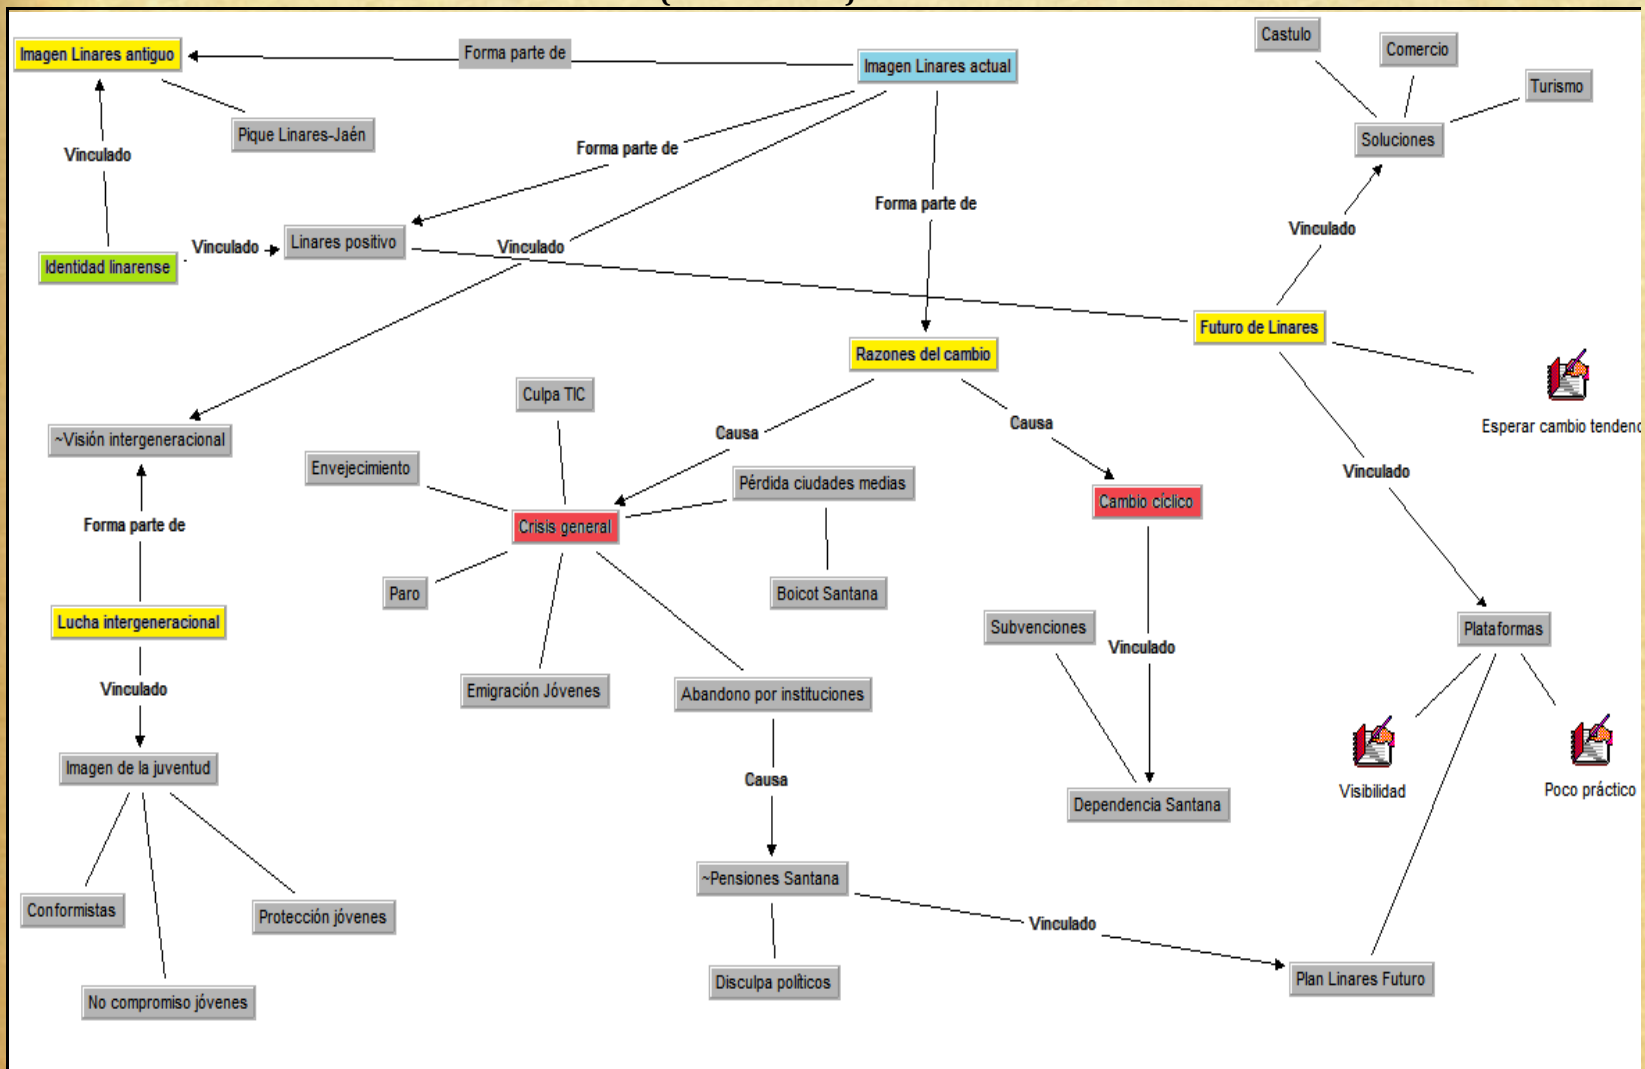 Imagen Linares antiguo
Forma parte de
Imagen Linares actual
Castulo
Comercio
Turismo
Pique Linares-Jaén
Soluciones
Vinculado
Forma parte de
Forma parte de
Vinculado
Linares positivo
Vinculado
Vinculado
Identidad linarense
Futuro de Linares
Razones del cambio
Culpa TIC
Esperar cambio tendenc
~Visión intergeneracional
Causa
Causa
Envejecimiento
Pérdida ciudades medias
Vinculado
Cambio cíclico
Forma parte de
Crisis general
Paro
Boicot Santana
Lucha intergeneracional
Subvenciones
Plataformas
Vinculado
Vinculado
Emigración Jóvenes
Abandono por instituciones
Imagen de la juventud
Causa
Visibilidad
Poco práctico
Dependencia Santana
~Pensiones Santana
Conformistas
Protección jóvenes
Vinculado
Disculpa políticos
Plan Linares Futuro
No compromiso jóvenes